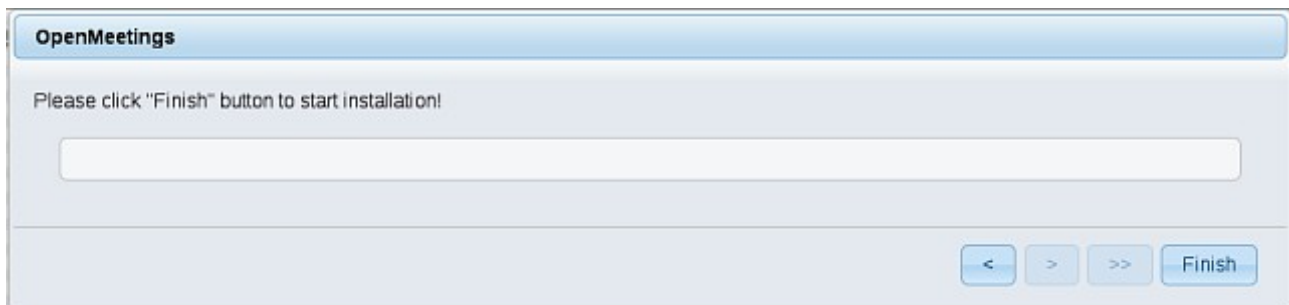 OpenMeetings
Please click "Finish" button to start installation!
< > >> Finish